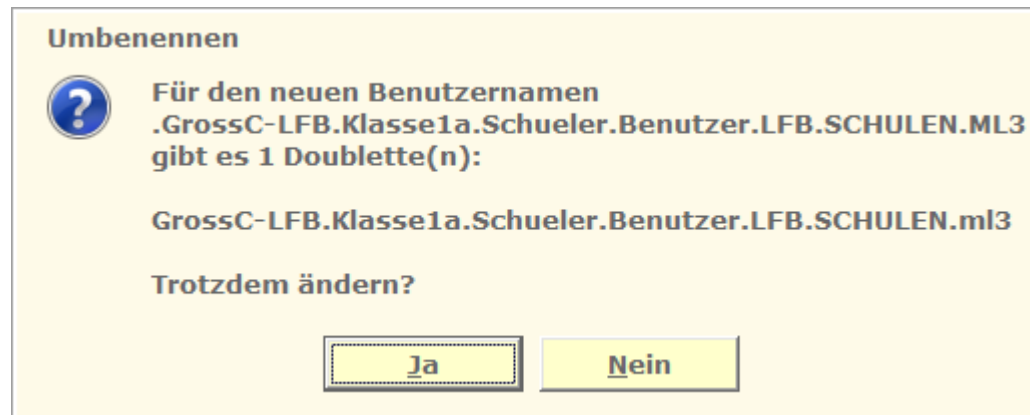 Umbenennen
Für den neuen Benutzernamen
.GrossC-LFB.Klasse1a.Schueler.Benutzer.LFB.SCHULEN.ML3
gibt es 1 Doublette(n):
GrossC-LFB.Klasse1a.Schueler.Benutzer.LFB.SCHULEN.ml3
Trotzdem ändern?
Ja
Nein